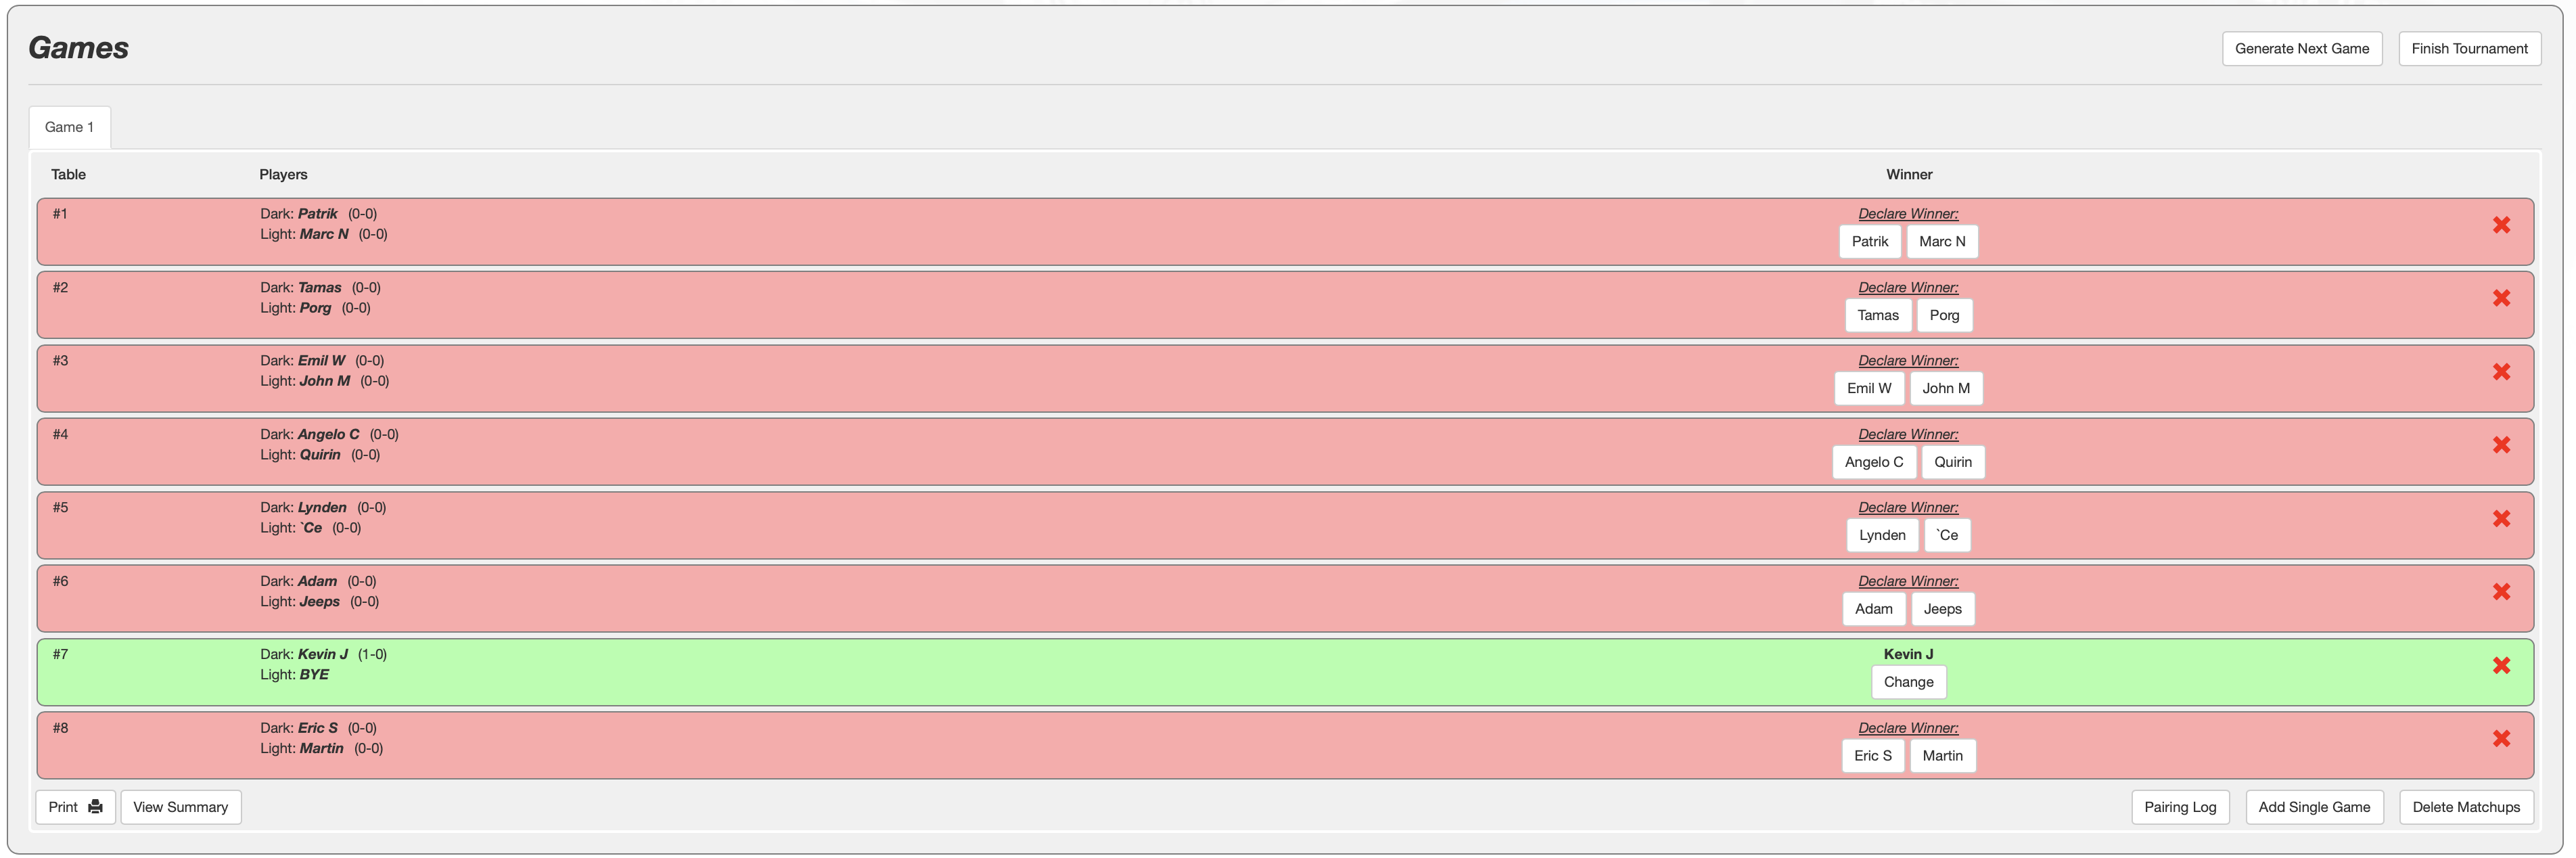 Games
Generate Next Game Finish Tournament
Game 1
Table Players Winner
#1 Dark: Patrik (0-0) Declare Winner:
Light: Marc N (0-0) Patrik Marc N
#2 Dark: Tamas (0-0) Declare Winner:
Light: Porg (0-0) Tamas Porg
#3 Dark: Emil W (0-0) Declare Winner:
Light: John M (0-0) Emil W John M
#4 Dark: Angelo C (0-0) Declare Winner:
Light: Quirin (0-0) Angelo C Quirin
#5 Dark: Lynden (0-0) Declare Winner:
Light: `Ce (0-0) Lynden `Ce
#6 Dark: Adam (0-0) Declare Winner:
Light: Jeeps (0-0) Adam Jeeps
#7 Dark: Kevin J (1-0) Kevin J
Light: BYE Change
#8 Dark: Eric S (0-0) Declare Winner:
Light: Martin (0-0) Eric S Martin
Print View Summary Pairing Log Add Single Game Delete Matchups